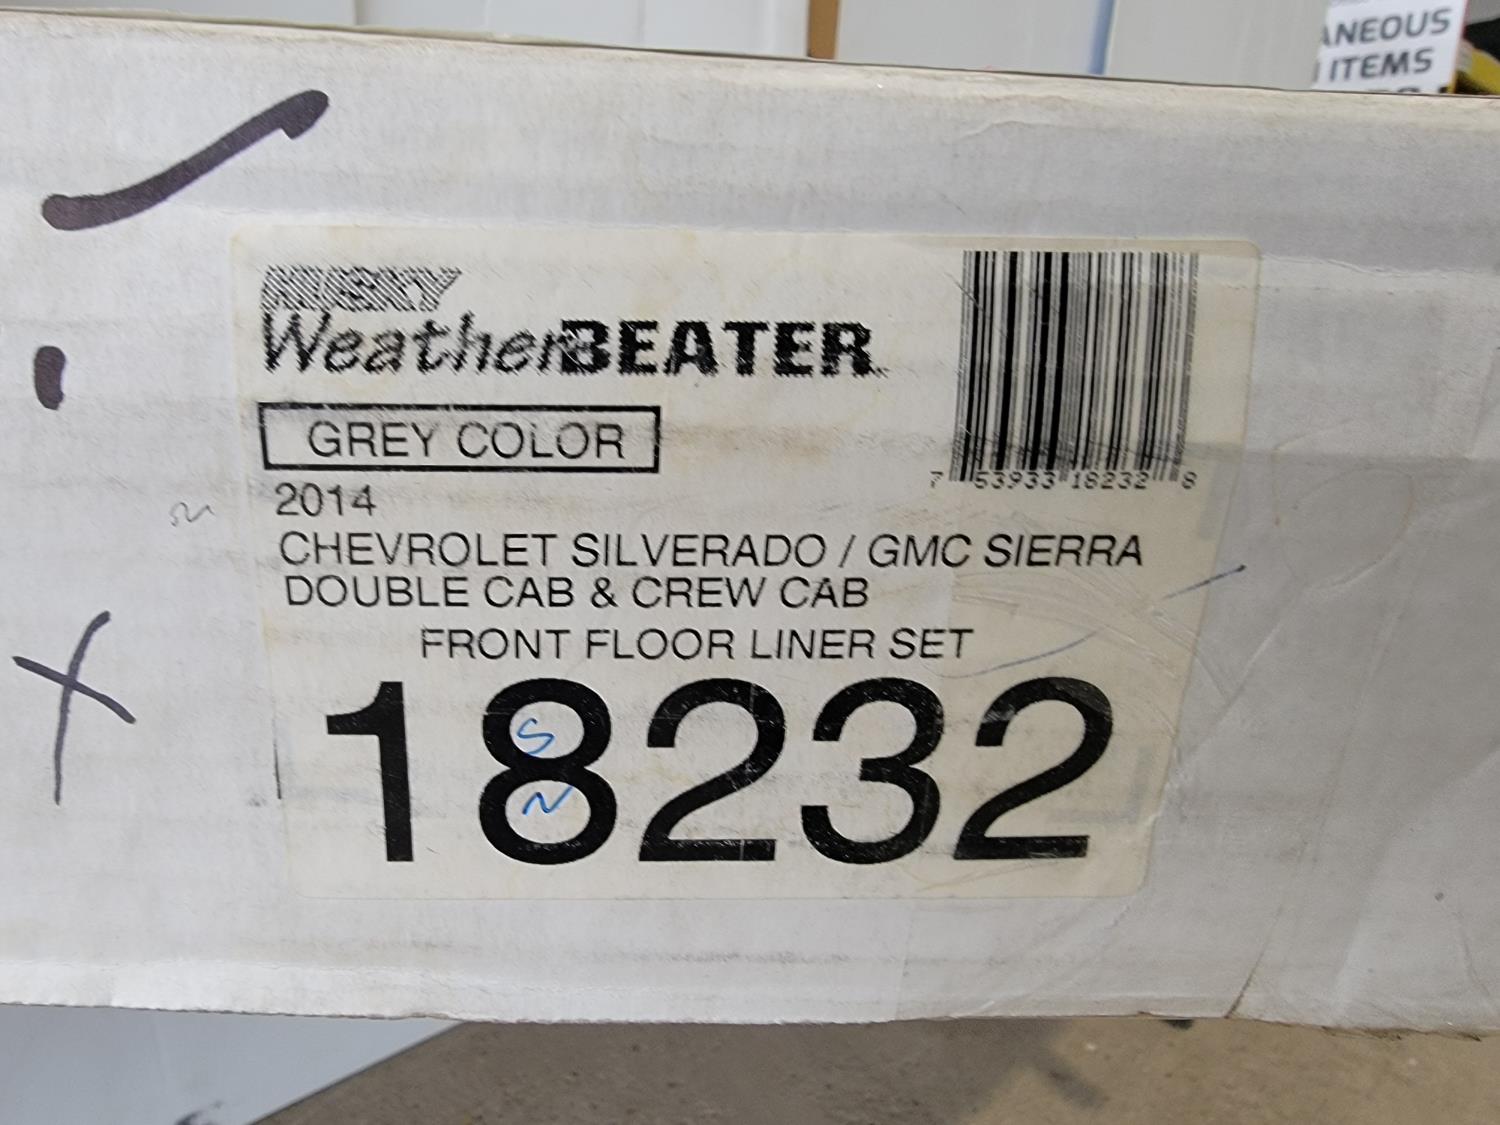 ANEOUS
ITEMS
HUSKY
WeatherBEATER
GREY COLOR
2014
CHEVROLET SILVERADO / GMC SIERRA
DOUBLE CAB & CREW CAB
FRONT FLOOR LINER SET
18232
S
N
7 53933 18232 8